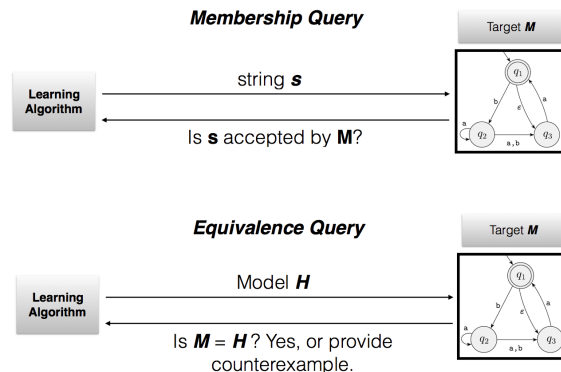 Membership Query
Target M
Learning
Algorithm
string s
Is s accepted by M?
q1
b
ε
a
a
q2
q3
a,b
Equivalence Query
Target M
Learning
Algorithm
Model H
Is M = H ? Yes, or provide
counterexample.
q1
b
ε
a
a
q2
q3
a,b